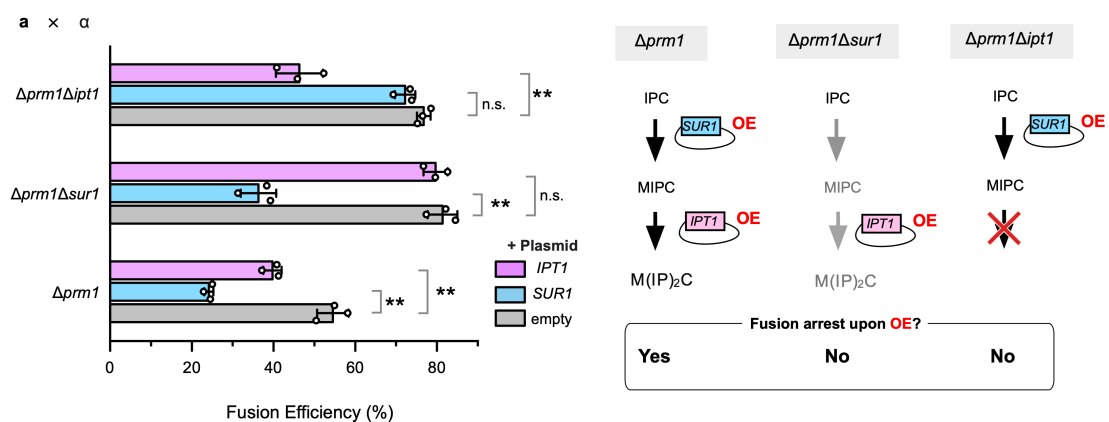 a × α
Δprm1Δipt1
n.s.
**
Δprm1Δsur1
**
n.s.
Δprm1
**
**
+ Plasmid
IPT1
SUR1
empty
0 20 40 60 80
Fusion Efficiency (%)
Δprm1 Δprm1Δsur1 Δprm1Δipt1
IPC IPC IPC
SUR1 OE SUR1 OE
MIPC MIPC MIPC
IPT1 OE IPT1 OE
M(IP)2C M(IP)2C
Fusion arrest upon OE?
Yes No No